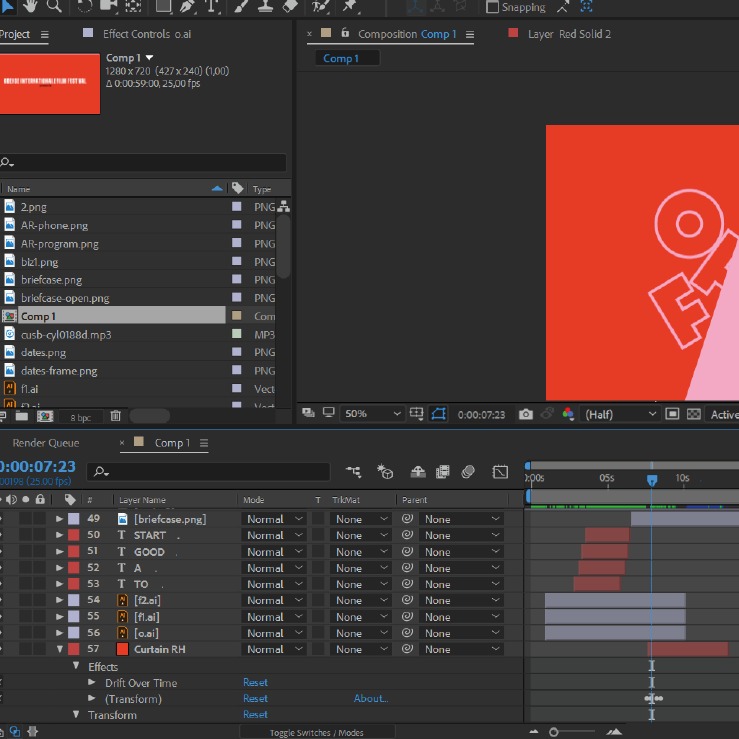 Snapping
Project
Effect Controls o.ai
Composition Comp 1
Layer Red Solid 2
Comp 1
1280 x 720 (427 x 240) (1,00)
Δ 0:00:59:00, 25,00 fps
Comp 1
Name
Type
2.png
PNG
AR-phone.png
PNG
AR-program.png
PNG
blz1.png
PNG
briefcase.png
PNG
briefcase-open.png
PNG
Comp 1
Com
cusb-cyl0188d.mp3
MP3
dates.png
PNG
dates-frame.png
PNG
f1.ai
Vect
f2.ai
Vect
8 bpc
50%
0:00:07:23
(Half)
Active
Render Queue
Comp 1
0:00:07:23
00198 (25.00 fps)
0:00s
05s
10s
#
Layer Name
Mode
T
TrkMat
Parent
49 [briefcase.png] Normal None None
50 T START . Normal None None
51 T GOOD . Normal None None
52 T A . Normal None None
53 T TO . Normal None None
54 [f2.ai] Normal None None
55 [f1.ai] Normal None None
56 [o.ai] Normal None None
57 Curtain RH Normal None None
Effects
Drift Over Time Reset
(Transform) Reset About...
Transform Reset
Toggle Switches / Modes